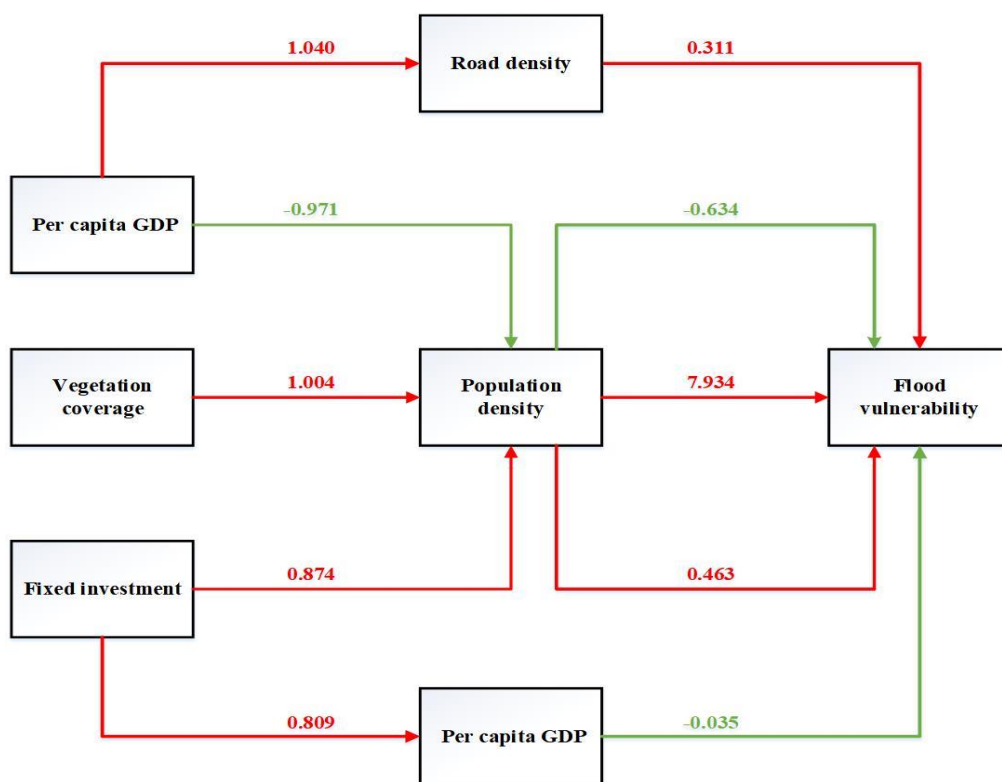 1.040
0.311
Road density
Per capita GDP
-0.971
-0.634
Vegetation
coverage
1.004
Population
density
7.934
Flood
vulnerability
Fixed investment
0.874
0.463
0.809
Per capita GDP
-0.035